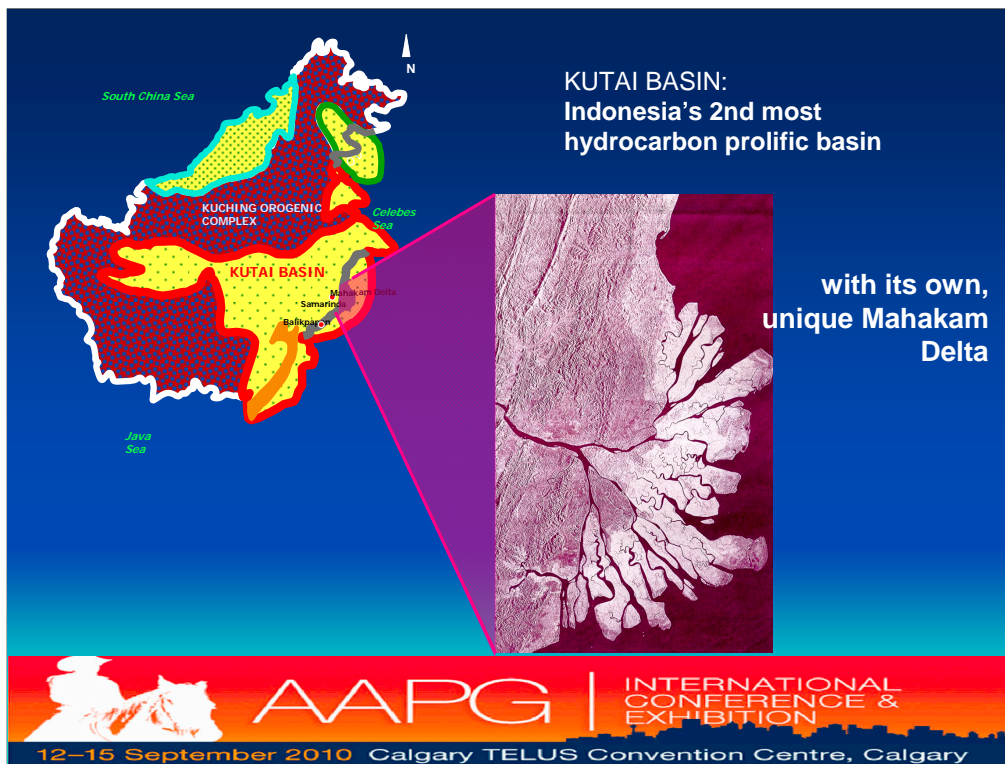 N
South China Sea
KUTAI BASIN:
Indonesia's 2nd most
hydrocarbon prolific basin
KUCHING OROGENIC
COMPLEX
Celebes
Sea
KUTAI BASIN
Mahakam Delta
Samarinda
Balikpapan
with its own,
unique Mahakam
Delta
Java
Sea
AAPG
INTERNATIONAL
CONFERENCE &
EXHIBITION
12–15 September 2010 Calgary TELUS Convention Centre, Calgary